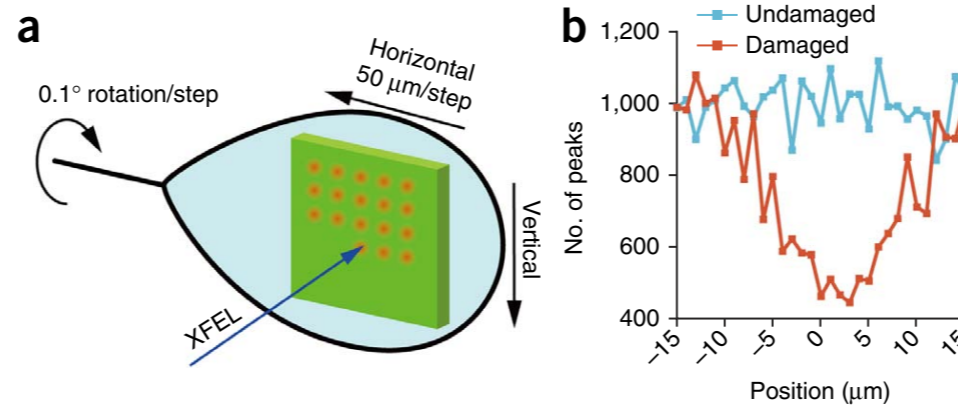 a
Horizontal
50 µm/step
0.1° rotation/step
Vertical
XFEL
b
Undamaged
Damaged
No. of peaks
1,200
1,000
800
600
400
–15
–10
–5
0
5
10
15
Position (µm)